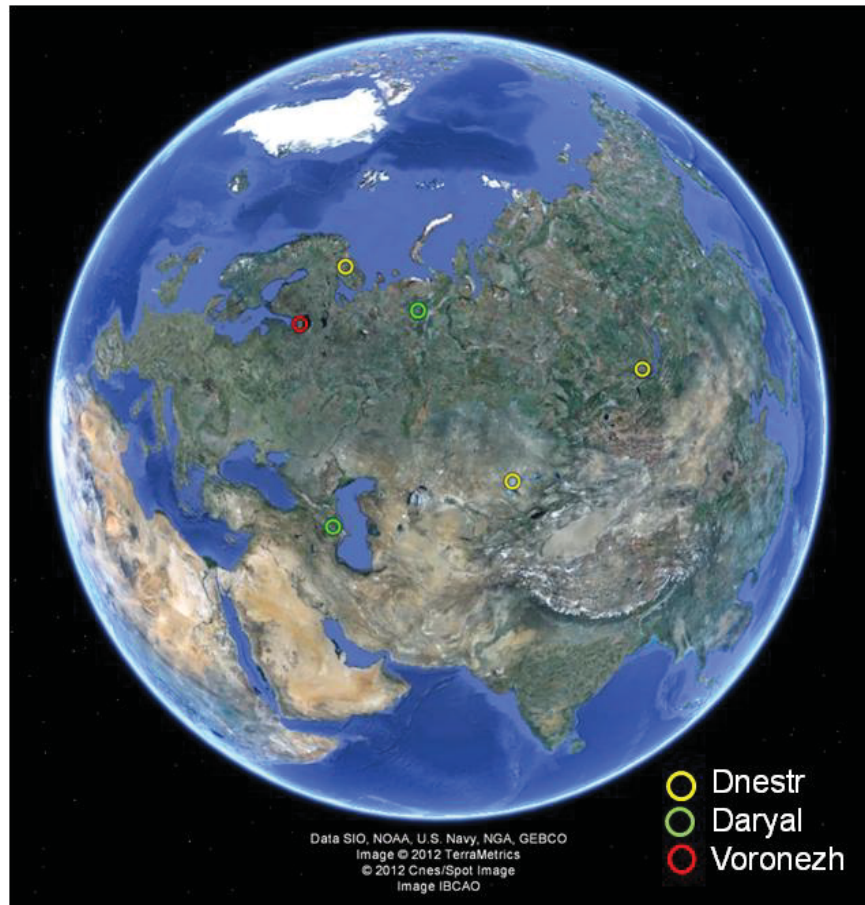 Dnestr
Daryal
Voronezh
Data SIO, NOAA, U.S. Navy, NGA, GEBCO
Image © 2012 TerraMetrics
© 2012 Cnes/Spot Image
Image IBCAO